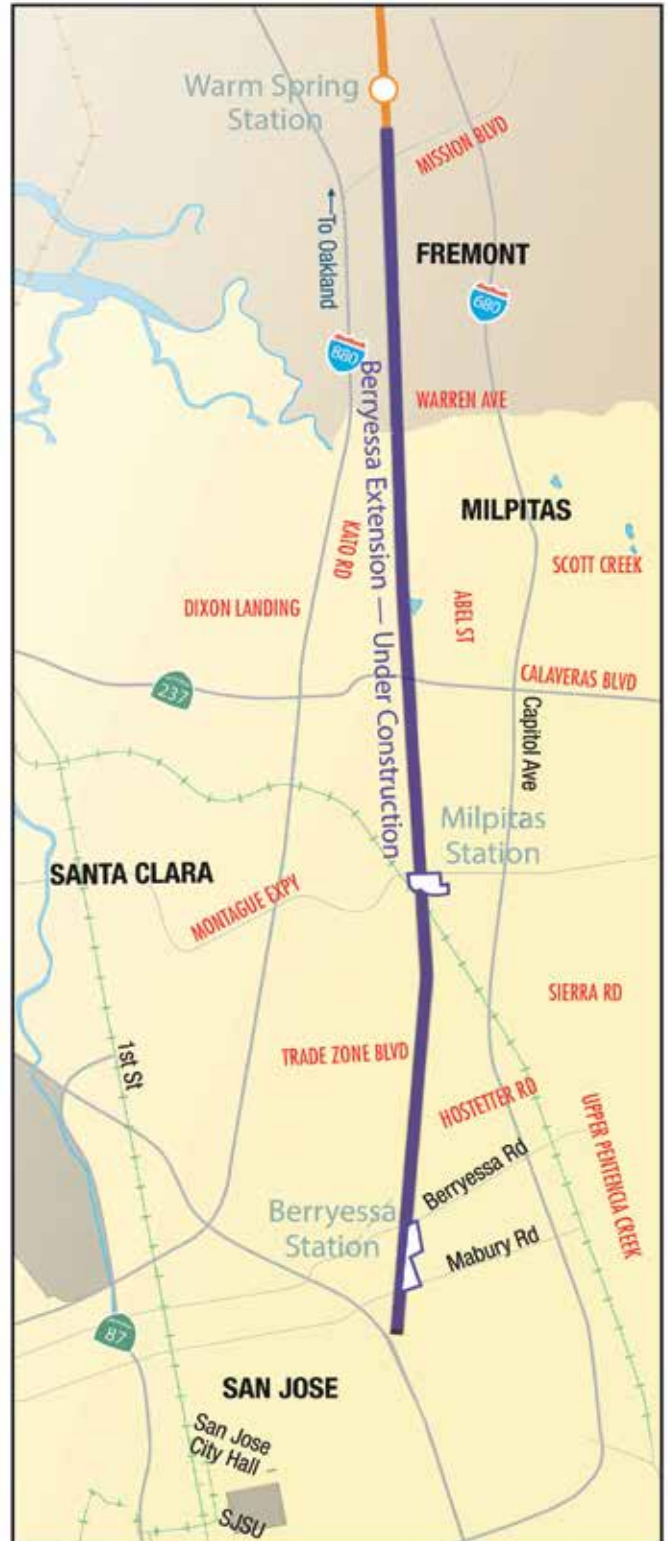 Warm Spring
Station
MISSION BLVD
To Oakland
FREMONT
680
880
Berryessa Extension — Under Construction
WARREN AVE
MILPITAS
KATO RD
SCOTT CREEK
DIXON LANDING
ABEL ST
CALAVERAS BLVD
237
Capitol Ave
Milpitas
Station
SANTA CLARA
MONTAGUE EXPY
SIERRA RD
1st St
TRADE ZONE BLVD
HOSTETTER RD
UPPER PENTENCIA CREEK
Berryessa Rd
Berryessa
Station
Mabury Rd
87
SAN JOSE
San Jose
City Hall
SJSU